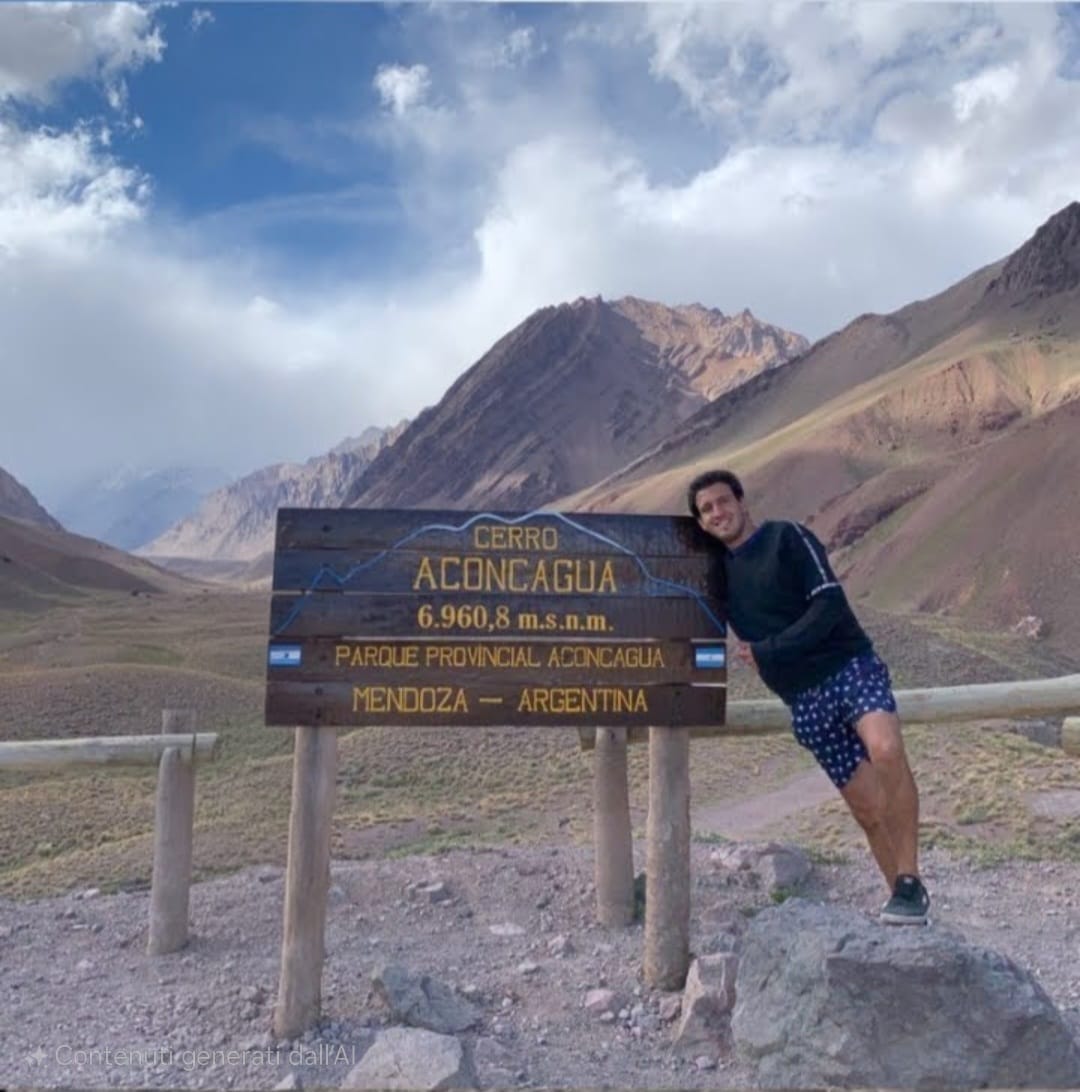 CERRO
ACONCAGUA
6.960,8 m.s.n.m.
PARQUE PROVINCIAL ACONCAGUA
MENDOZA — ARGENTINA
Contenuti generati dall'AI